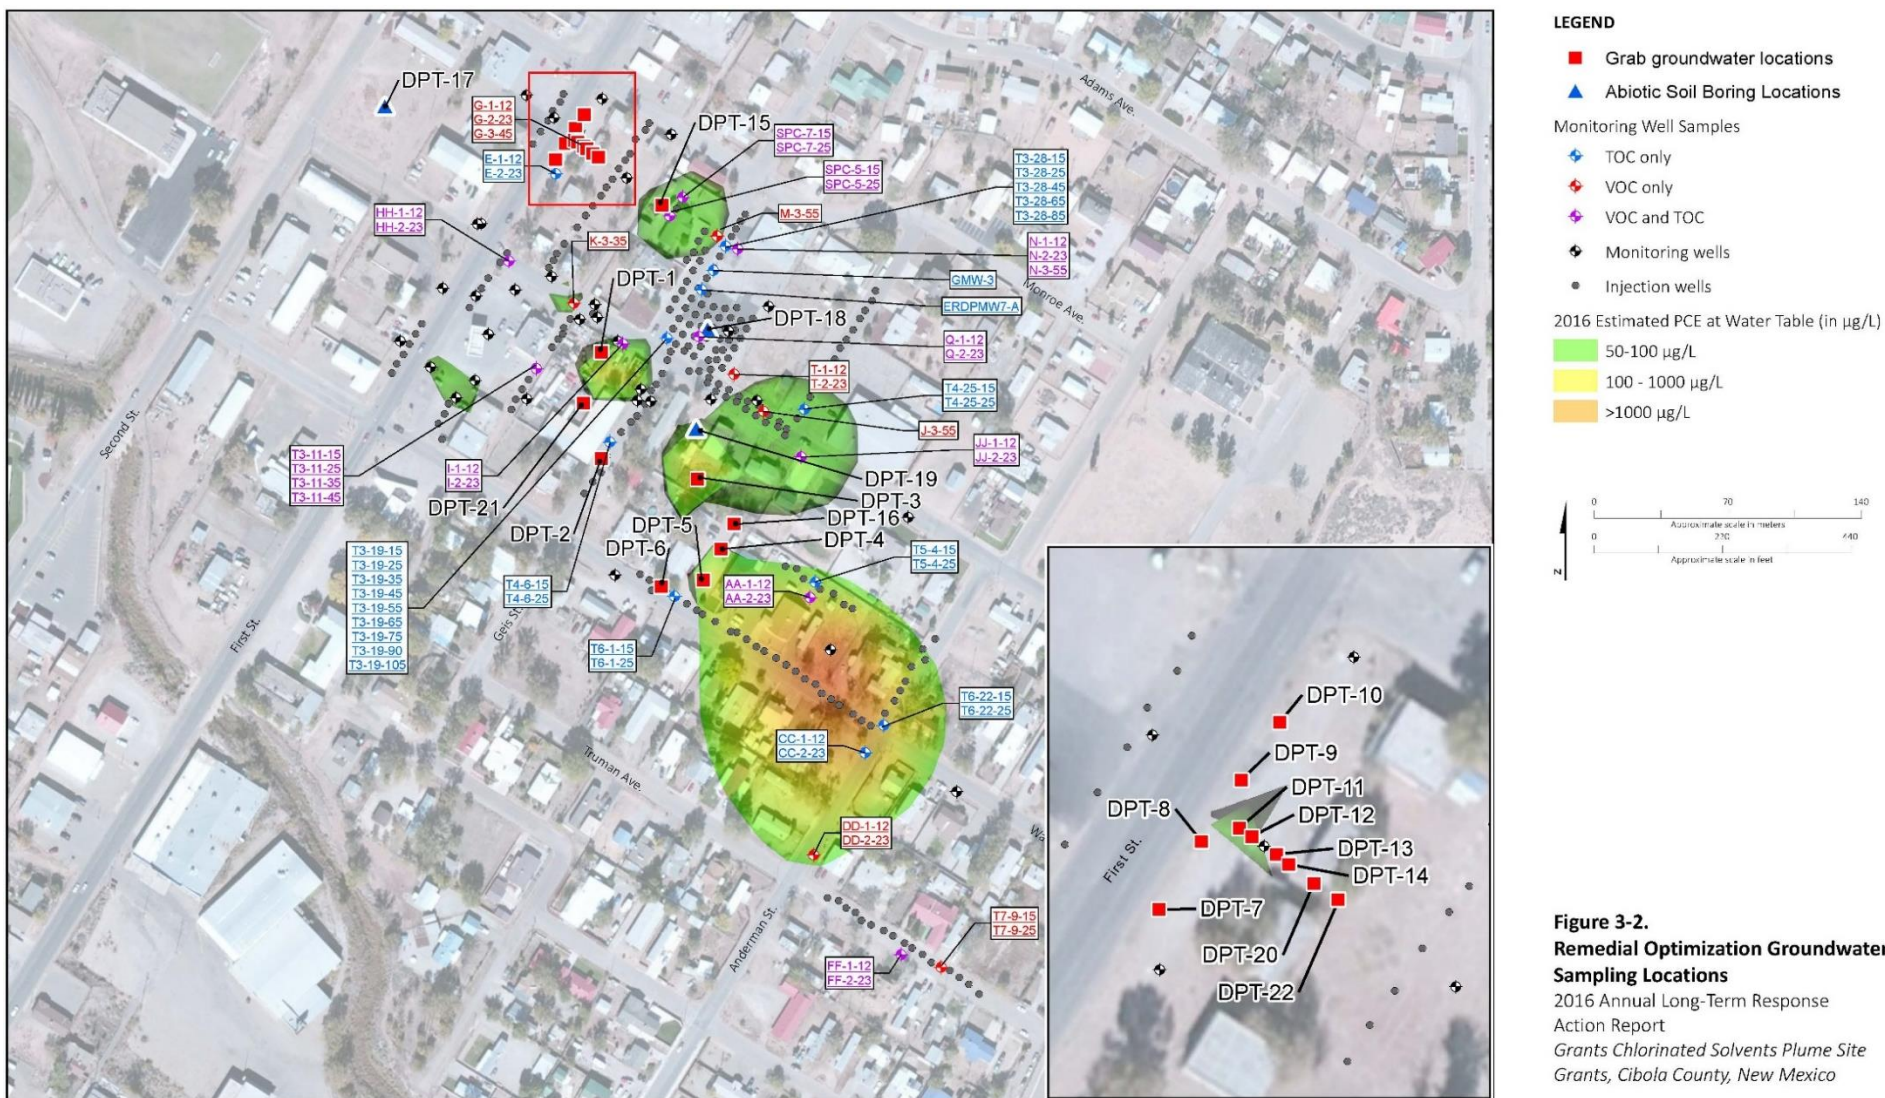 DPT-17
G-1-12
G-2-23
G-3-45
E-1-12
E-2-23
DPT-15
SPC-7-15
SPC-7-25
SPC-5-15
SPC-5-25
T3-28-15
T3-28-25
T3-28-45
T3-28-65
T3-28-85
Adams Ave.
HH-1-12
HH-2-23
K-3-35
M-3-55
N-1-12
N-2-23
N-3-55
DPT-1
GMW-3
Monroe Ave.
ERDPMW7-A
DPT-18
Q-1-12
Q-2-23
T-1-12
T-2-23
T4-25-15
T4-25-25
Second St.
J-3-55
T3-11-15
T3-11-25
T3-11-35
T3-11-45
I-1-12
I-2-23
JJ-1-12
JJ-2-23
DPT-21
DPT-2
DPT-19
DPT-3
DPT-5
DPT-16
DPT-6
DPT-4
T3-19-15
T3-19-25
T3-19-35
T3-19-45
T3-19-55
T3-19-65
T3-19-75
T3-19-90
T3-19-105
T4-6-15
T4-6-25
T5-4-15
T5-4-25
AA-1-12
AA-2-23
First St.
Geis St.
T6-1-15
T6-1-25
T6-22-15
T6-22-25
CC-1-12
CC-2-23
Truman Ave.
DD-1-12
DD-2-23
Wa
Anderman St.
T7-9-15
T7-9-25
FF-1-12
FF-2-23
DPT-10
DPT-9
DPT-11
DPT-8
DPT-12
DPT-13
DPT-14
First St.
DPT-7
DPT-20
DPT-22
LEGEND
Grab groundwater locations
Abiotic Soil Boring Locations
Monitoring Well Samples
TOC only
VOC only
VOC and TOC
Monitoring wells
Injection wells
2016 Estimated PCE at Water Table (in µg/L)
50-100 µg/L
100 - 1000 µg/L
>1000 µg/L
0 70 140
Approximate scale in meters
0 220 440
Approximate scale in feet
N
Figure 3-2.
Remedial Optimization Groundwater
Sampling Locations
2016 Annual Long-Term Response
Action Report
Grants Chlorinated Solvents Plume Site
Grants, Cibola County, New Mexico